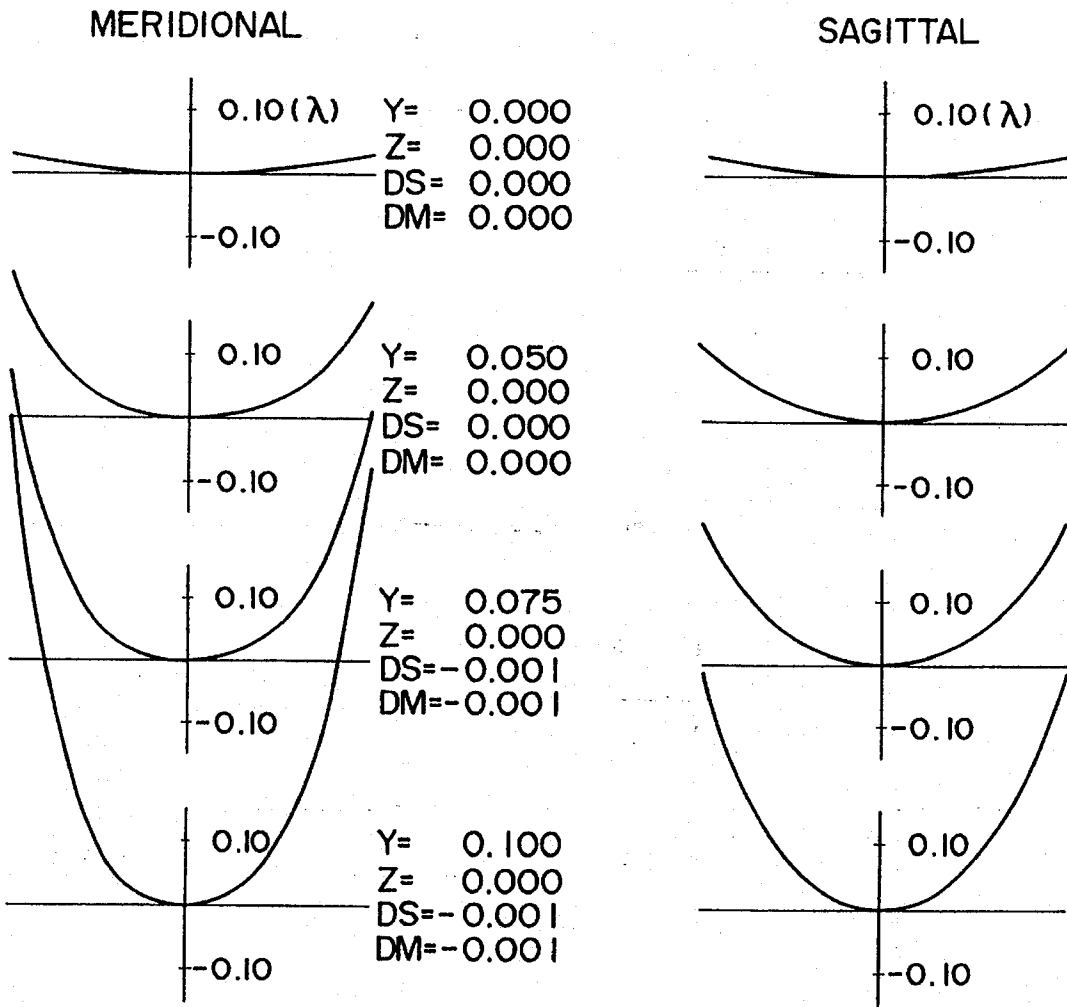 MERIDIONAL
SAGITTAL
0.10(λ)
-0.10
Y= 0.000
Z= 0.000
DS= 0.000
DM= 0.000
0.10(λ)
-0.10
0.10
-0.10
Y= 0.050
Z= 0.000
DS= 0.000
DM= 0.000
0.10
-0.10
0.10
-0.10
Y= 0.075
Z= 0.000
DS=-0.001
DM=-0.001
0.10
-0.10
0.10
-0.10
Y= 0.100
Z= 0.000
DS=-0.001
DM=-0.001
0.10
-0.10